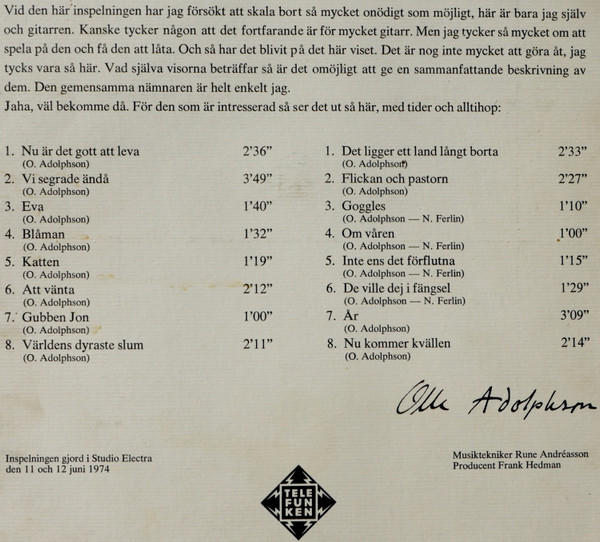 Vid den här inspelningen har jag försökt att skala bort så mycket onödigt som möjligt, här är bara jag själv
och gitarren. Kanske tycker någon att det fortfarande är för mycket gitarr. Men jag tycker så mycket om att
spela på den och få den att låta. Och så har det blivit på det här viset. Det är nog inte mycket att göra åt, jag
tycks vara så här. Vad själva visorna beträffar så är det omöjligt att ge en sammanfattande beskrivning av
dem. Den gemensamma nämnaren är helt enkelt jag.
Jaha, väl bekomme då. För den som är intresserad så ser det ut så här, med tider och alltihop:
1. Nu är det gott att leva 2’36”
(O. Adolphson)
2. Vi segrade ändå 3’49”
(O. Adolphson)
3. Eva 1’40”
(O. Adolphson)
4. Blåman 1’32”
(O. Adolphson)
5. Katten 1’19”
(O. Adolphson)
6. Att vänta 2’12”
(O. Adolphson)
7. Gubben Jon 1’00”
(O. Adolphson)
8. Världens dyraste slum 2’11”
(O. Adolphson)
1. Det ligger ett land långt borta 2’33”
(O. Adolphson)
2. Flickan och pastorn 2’27”
(O. Adolphson)
3. Goggles 1’10”
(O. Adolphson — N. Ferlin)
4. Om våren 1’00”
(O. Adolphson — N. Ferlin)
5. Inte ens det förflutna 1’15”
(O. Adolphson — N. Ferlin)
6. De ville dej i fängsel 1’29”
(O. Adolphson — N. Ferlin)
7. År 3’09”
(O. Adolphson)
8. Nu kommer kvällen 2’14”
(O. Adolphson)
Olle Adolphson
Inspelningen gjord i Studio Electra
den 11 och 12 juni 1974
Musiktekniker Rune Andréasson
Producent Frank Hedman
TELE
FUN
KEN